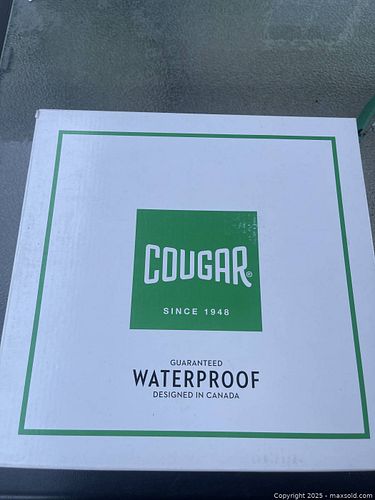 COUGAR®
SINCE 1948
GUARANTEED
WATERPROOF
DESIGNED IN CANADA
Copyright © 2025 - maxsold.com